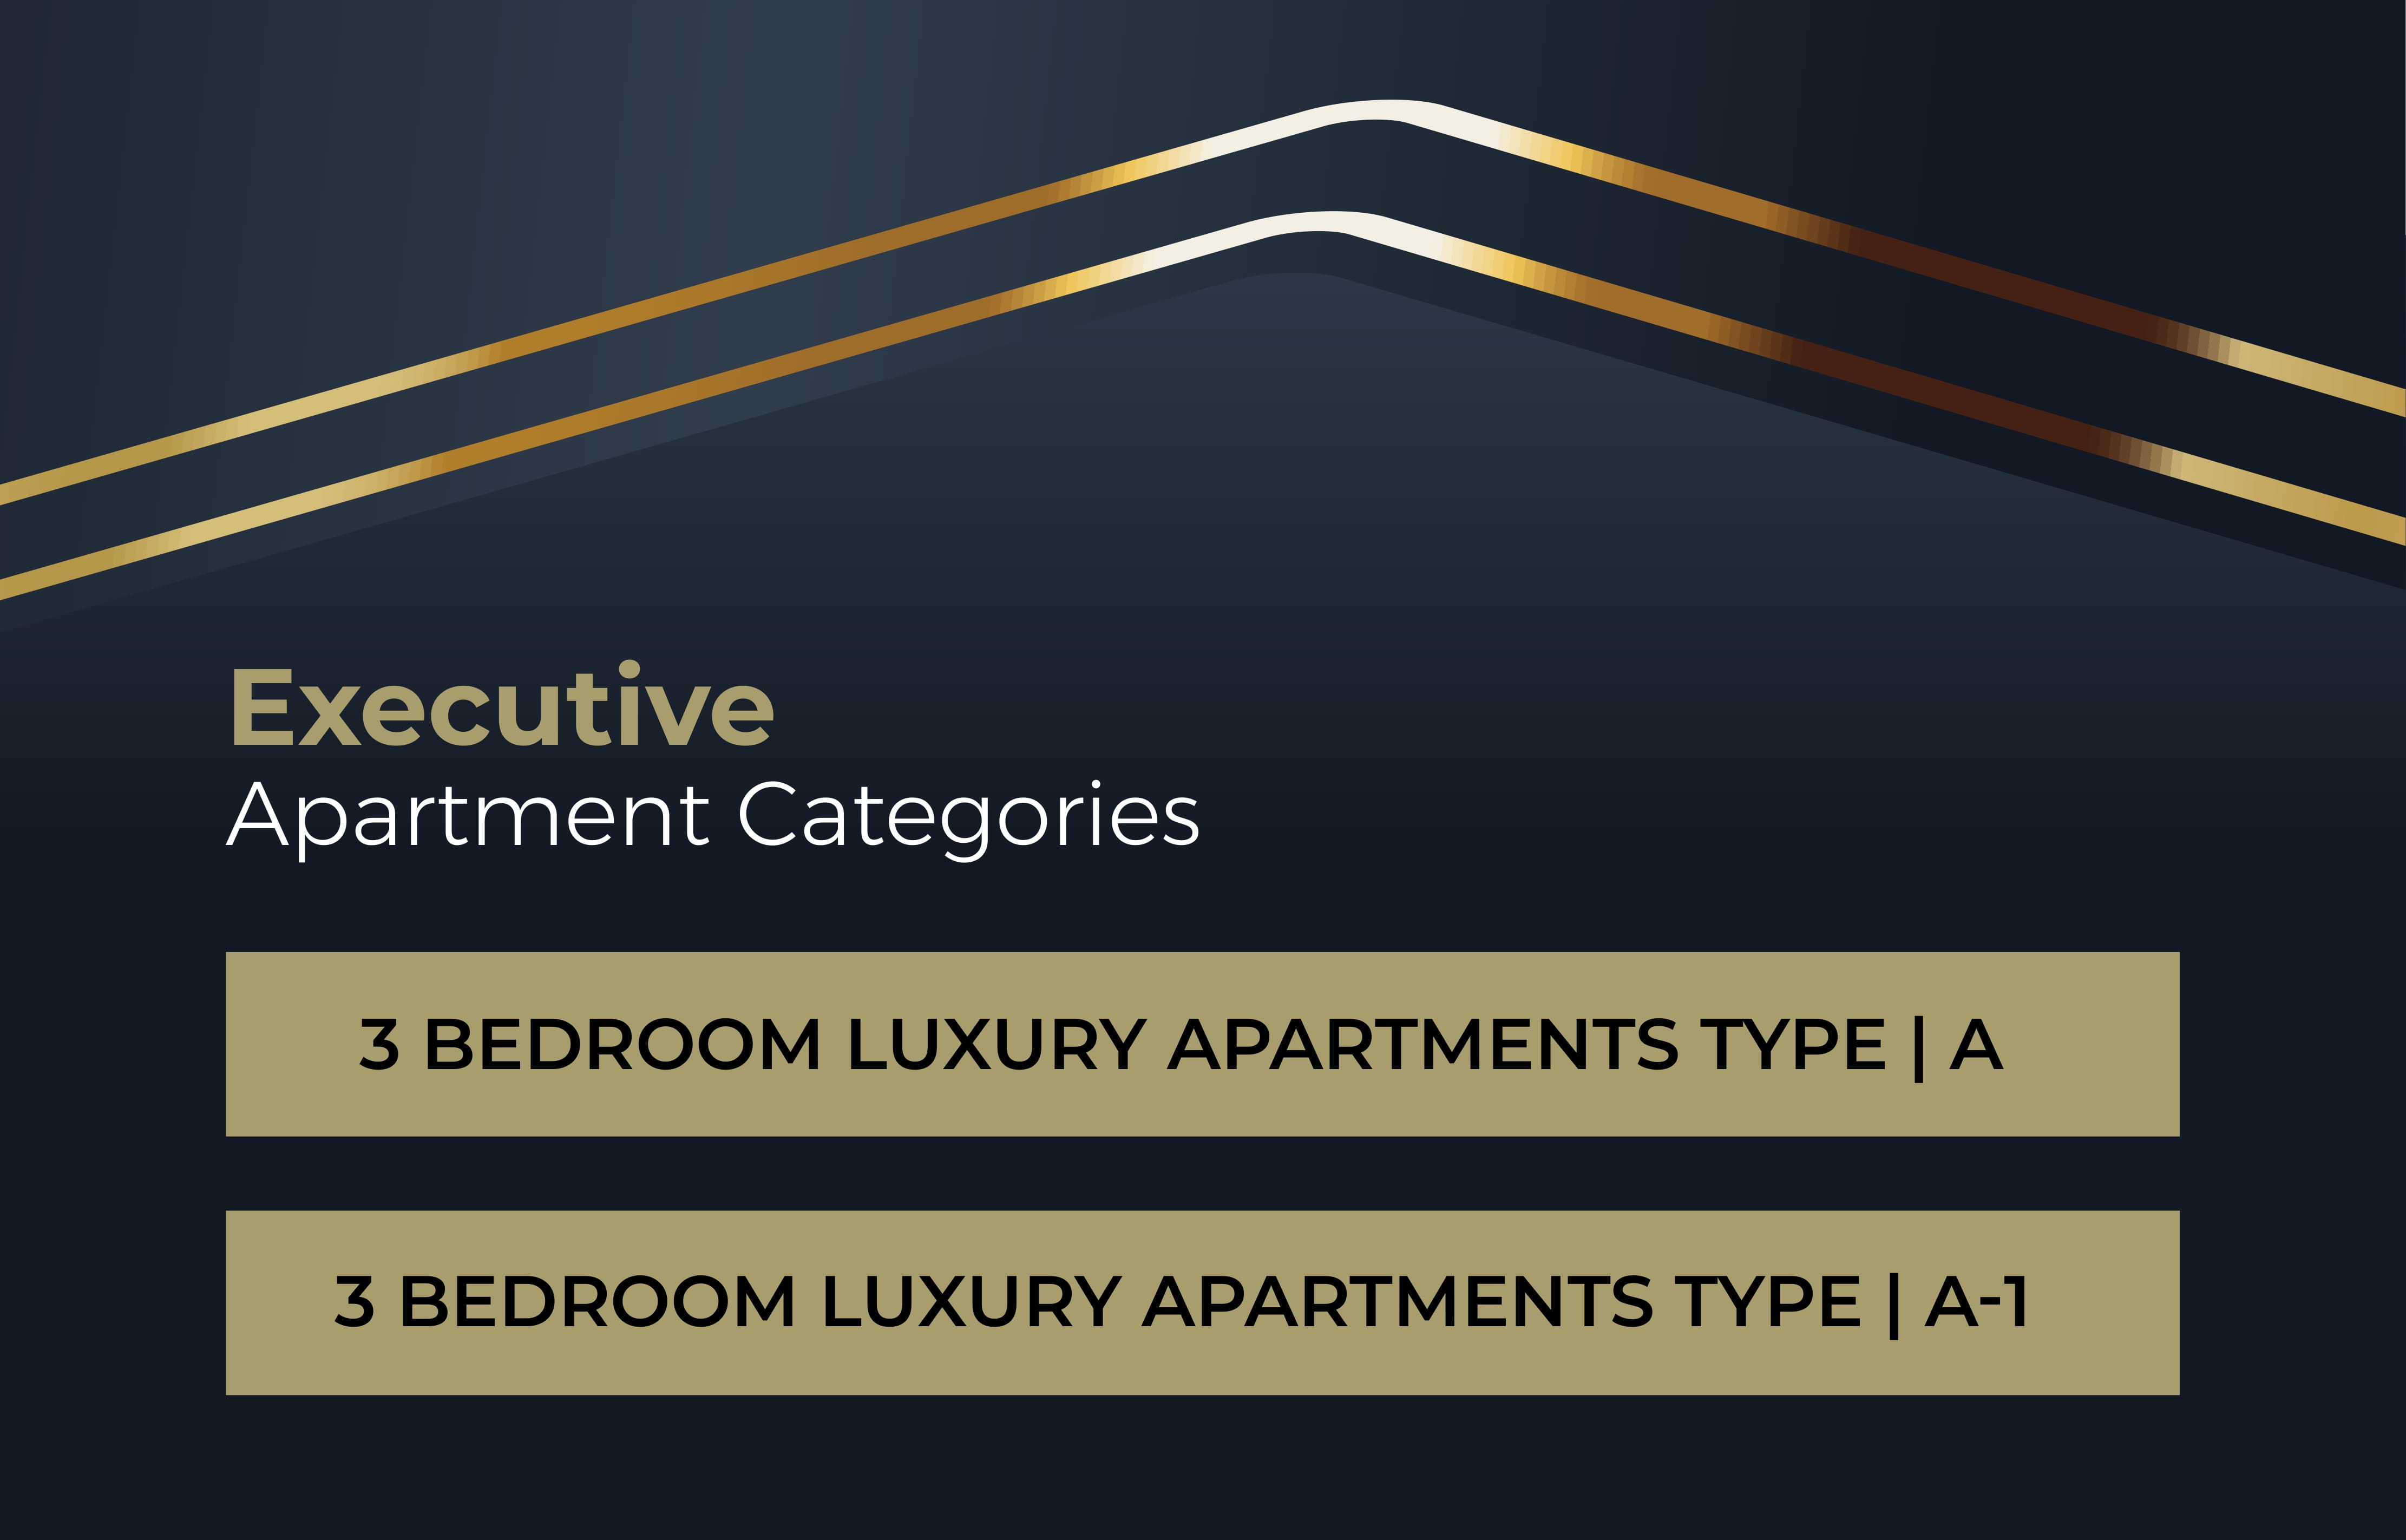 Executive
Apartment Categories
3 BEDROOM LUXURY APARTMENTS TYPE | A
3 BEDROOM LUXURY APARTMENTS TYPE | A-1